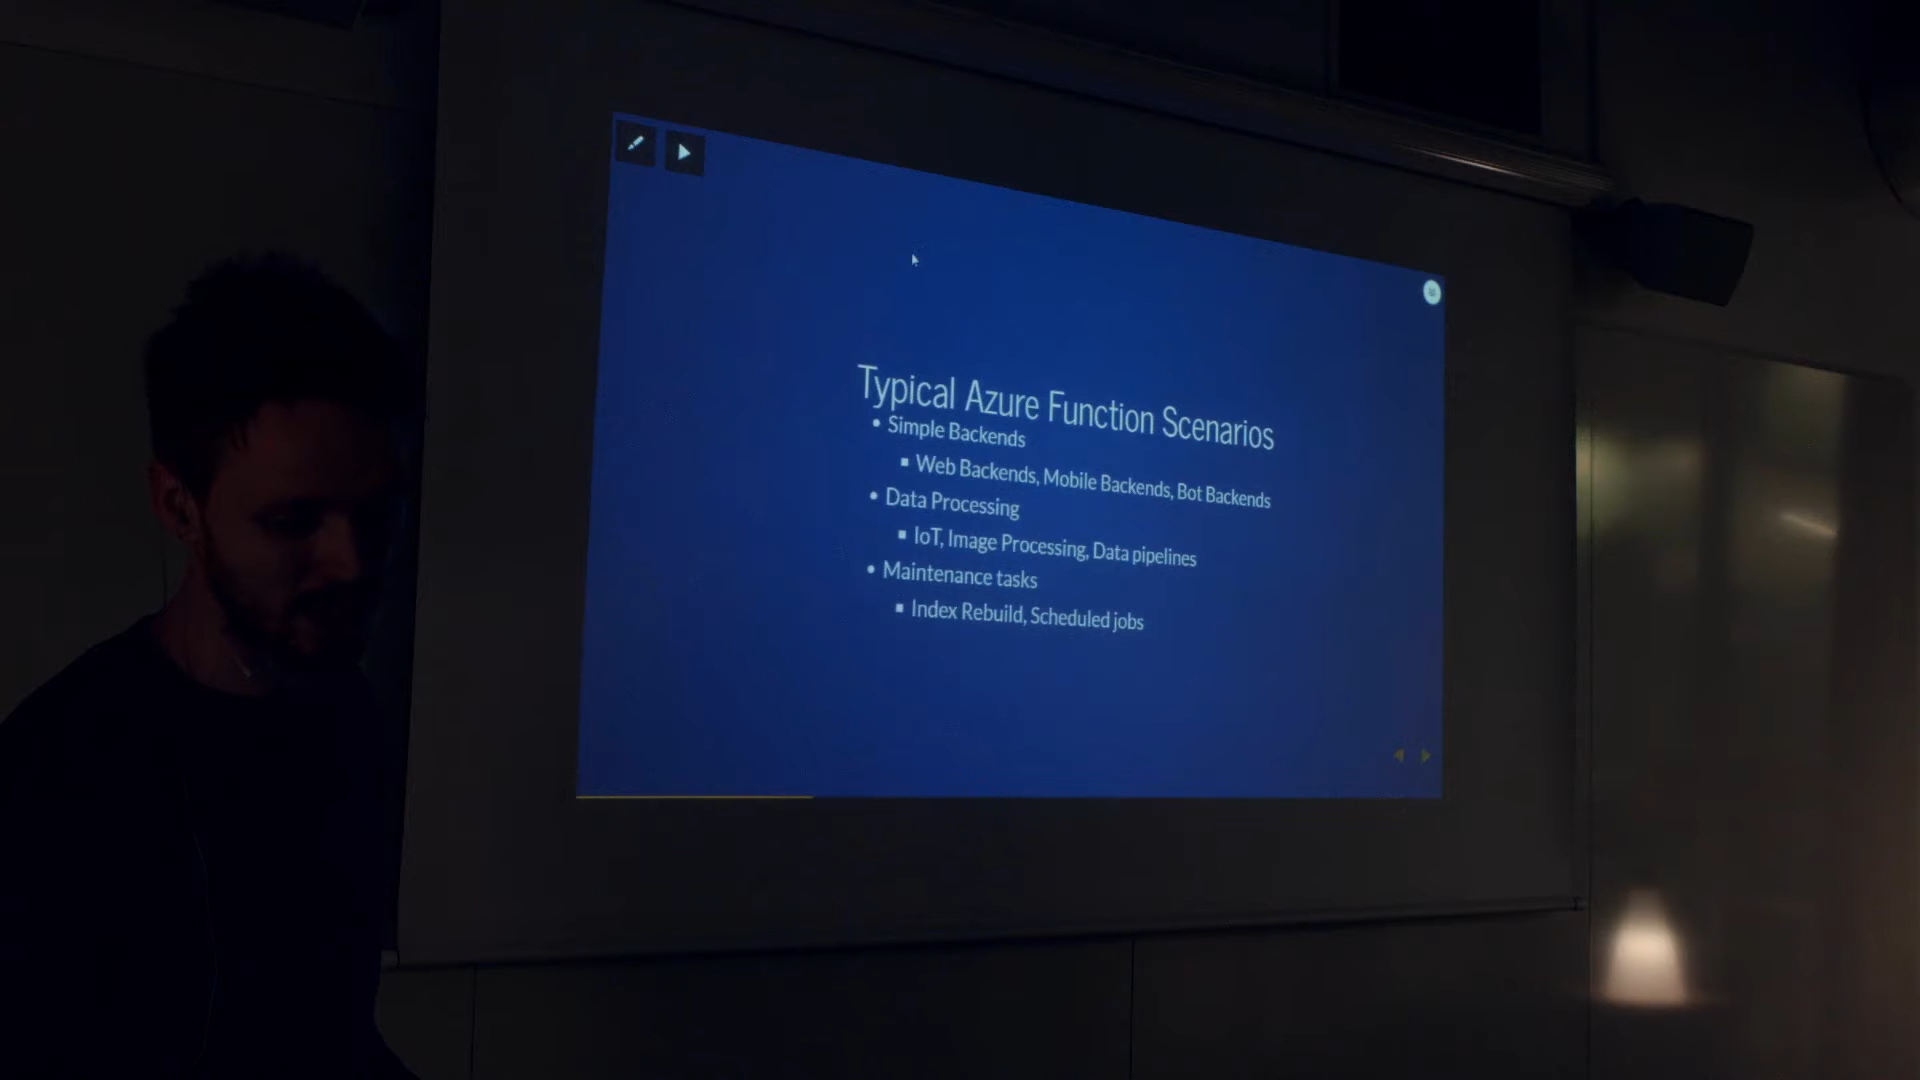 Typical Azure Function Scenarios
• Simple Backends
▪ Web Backends, Mobile Backends, Bot Backends
• Data Processing
▪ IoT, Image Processing, Data pipelines
• Maintenance tasks
▪ Index Rebuild, Scheduled jobs